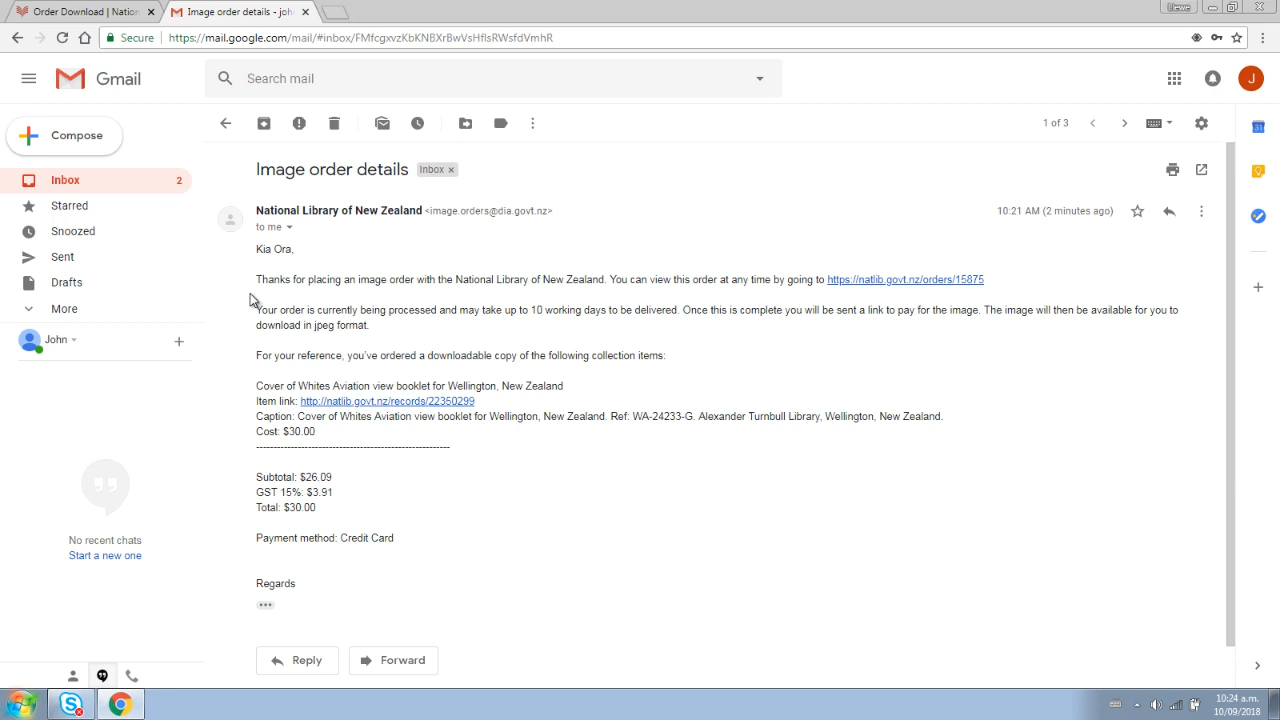 Order Download | Nation
Image order details - joh
Steve
Secure
https://mail.google.com/mail/#inbox/FMfcgxvzKbKNBXrBwVsHflsRWsfdVmhR
Gmail
Search mail
J
Compose
1 of 3
Inbox 2
Starred
Snoozed
Sent
Drafts
More
John
No recent chats
Start a new one
Image order details
Inbox x
National Library of New Zealand <image.orders@dia.govt.nz>
10:21 AM (2 minutes ago)
to me
Kia Ora,
Thanks for placing an image order with the National Library of New Zealand. You can view this order at any time by going to https://natlib.govt.nz/orders/15875
Your order is currently being processed and may take up to 10 working days to be delivered. Once this is complete you will be sent a link to pay for the image. The image will then be available for you to
download in jpeg format.
For your reference, you've ordered a downloadable copy of the following collection items:
Cover of Whites Aviation view booklet for Wellington, New Zealand
Item link: http://natlib.govt.nz/records/22350299
Caption: Cover of Whites Aviation view booklet for Wellington, New Zealand. Ref: WA-24233-G. Alexander Turnbull Library, Wellington, New Zealand.
Cost: $30.00
--------------------------------------------------------
Subtotal: $26.09
GST 15%: $3.91
Total: $30.00
Payment method: Credit Card
Regards
Reply
Forward
31
10:24 a.m.
10/09/2018